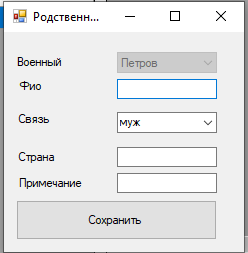 Родственн...
Военный Петров
Фио
Связь муж
Страна
Примечание
Сохранить